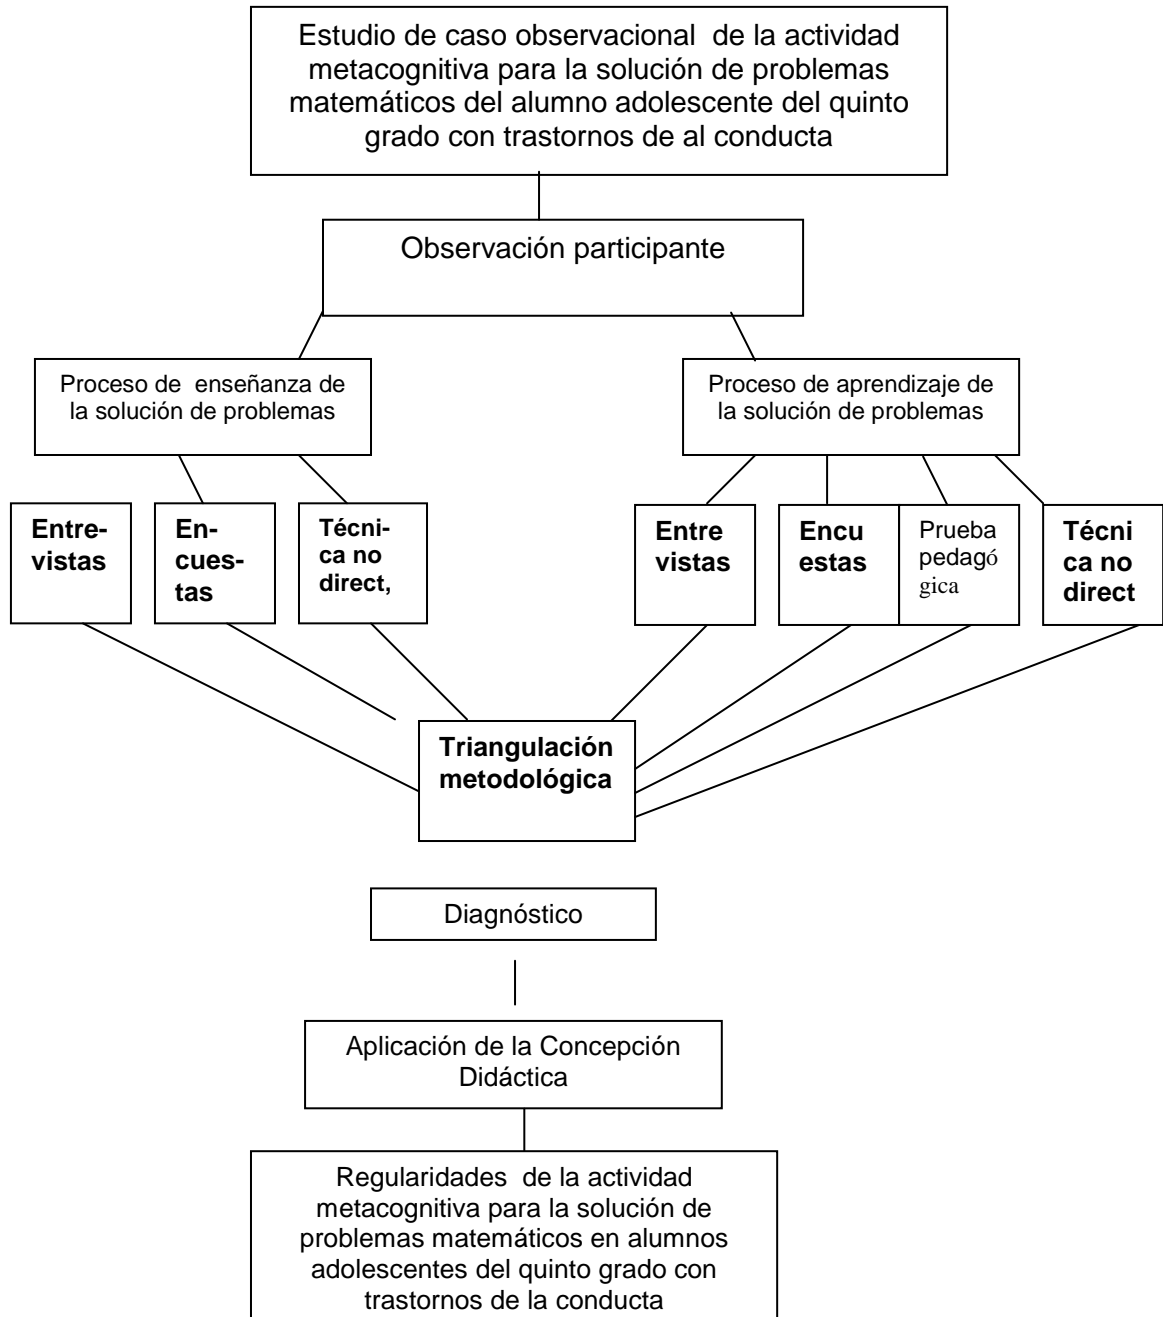 Estudio de caso observacional de la actividad
metacognitiva para la solución de problemas
matemáticos del alumno adolescente del quinto
grado con trastornos de al conducta
Observación participante
Proceso de enseñanza de
la solución de problemas
Proceso de aprendizaje de
la solución de problemas
Entre-
vistas
En-
cues-
tas
Técni-
ca no
direct,
Entre
vistas
Encu
estas
Prueba
pedagó
gica
Técni
ca no
direct
Triangulación
metodológica
Diagnóstico
Aplicación de la Concepción
Didáctica
Regularidades de la actividad
metacognitiva para la solución de
problemas matemáticos en alumnos
adolescentes del quinto grado con
trastornos de la conducta